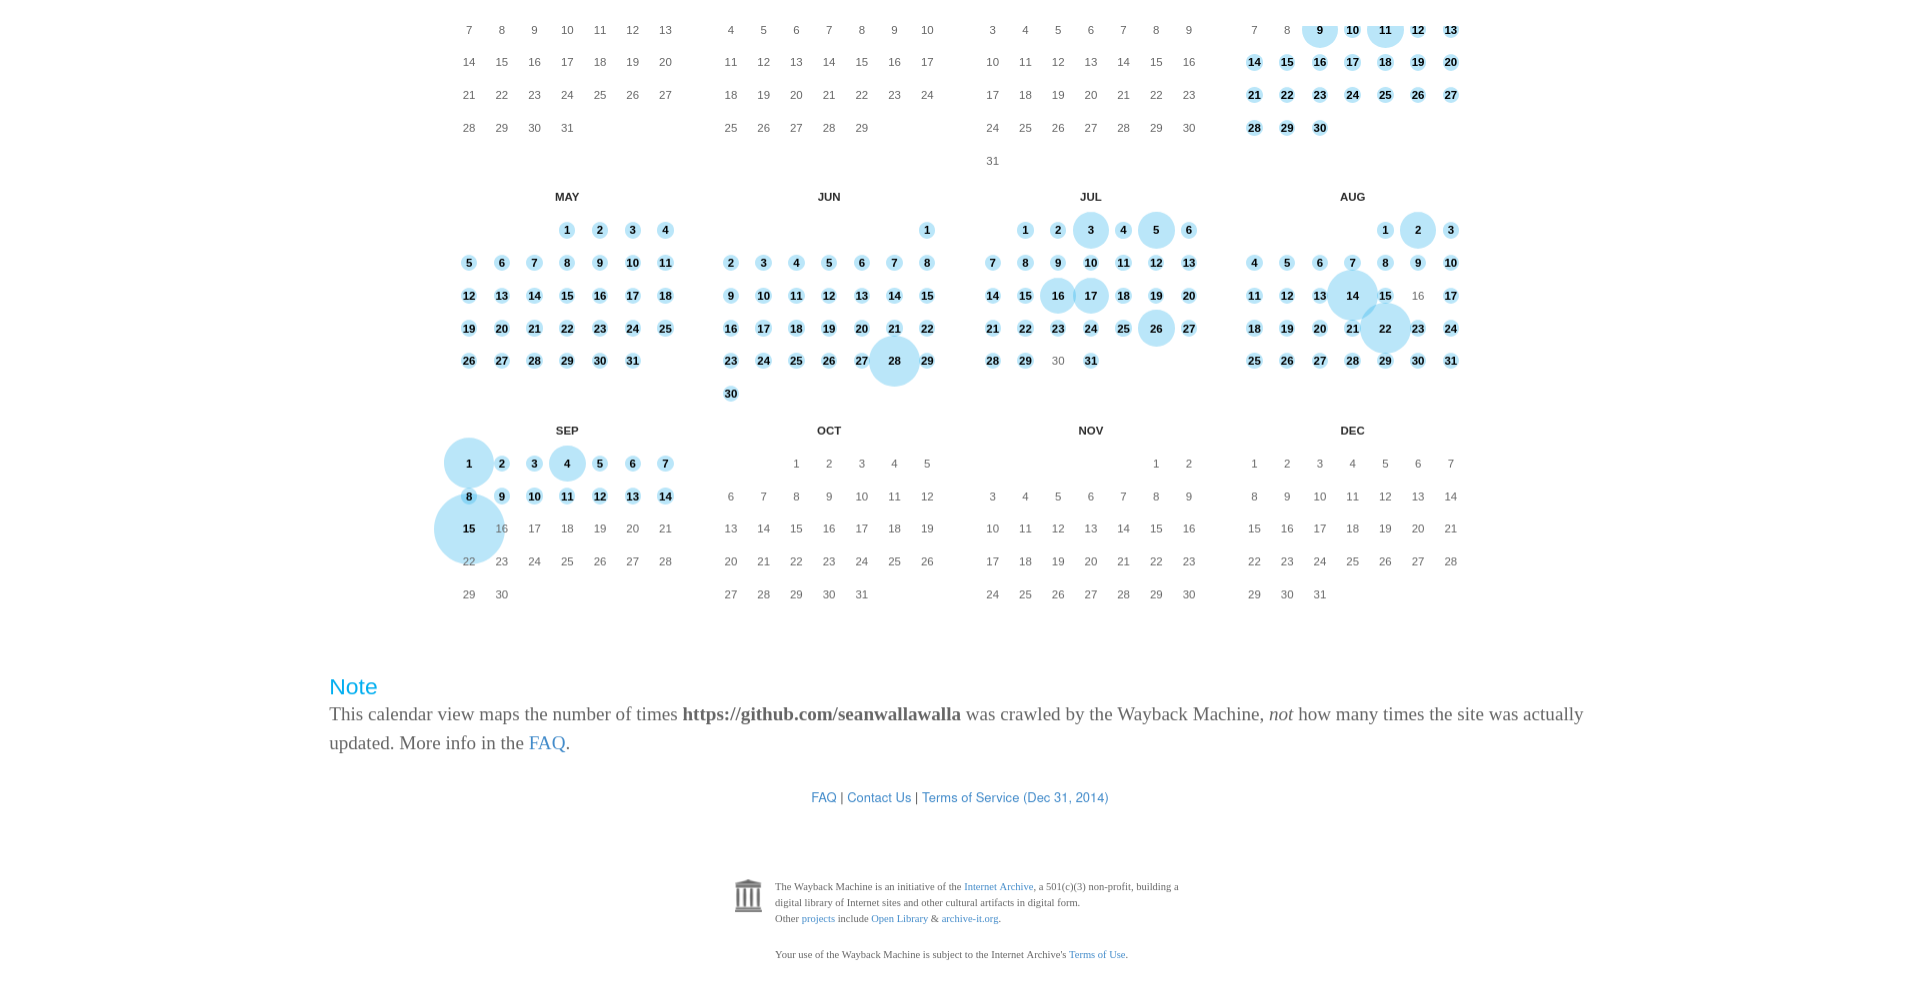 7 8 9 10 11 12 13 4 5 6 7 8 9 10 3 4 5 6 7 8 9 7 8 9 10 11 12 13
14 15 16 17 18 19 20 11 12 13 14 15 16 17 10 11 12 13 14 15 16 14 15 16 17 18 19 20
21 22 23 24 25 26 27 18 19 20 21 22 23 24 17 18 19 20 21 22 23 21 22 23 24 25 26 27
28 29 30 31 25 26 27 28 29 24 25 26 27 28 29 30 28 29 30
31
MAY JUN JUL AUG
1 2 3 4 1 1 2 3 4 5 6 1 2 3
5 6 7 8 9 10 11 2 3 4 5 6 7 8 7 8 9 10 11 12 13 4 5 6 7 8 9 10
12 13 14 15 16 17 18 9 10 11 12 13 14 15 14 15 16 17 18 19 20 11 12 13 14 15 16 17
19 20 21 22 23 24 25 16 17 18 19 20 21 22 21 22 23 24 25 26 27 18 19 20 21 22 23 24
26 27 28 29 30 31 23 24 25 26 27 28 29 28 29 30 31 25 26 27 28 29 30 31
30
SEP OCT NOV DEC
1 2 3 4 5 6 7 1 2 3 4 5 1 2 1 2 3 4 5 6 7
8 9 10 11 12 13 14 6 7 8 9 10 11 12 3 4 5 6 7 8 9 8 9 10 11 12 13 14
15 16 17 18 19 20 21 13 14 15 16 17 18 19 10 11 12 13 14 15 16 15 16 17 18 19 20 21
22 23 24 25 26 27 28 20 21 22 23 24 25 26 17 18 19 20 21 22 23 22 23 24 25 26 27 28
29 30 27 28 29 30 31 24 25 26 27 28 29 30 29 30 31
Note
This calendar view maps the number of times https://github.com/seanwallawalla was crawled by the Wayback Machine, not how many times the site was actually
updated. More info in the FAQ.
FAQ | Contact Us | Terms of Service (Dec 31, 2014)
The Wayback Machine is an initiative of the Internet Archive, a 501(c)(3) non-profit, building a
digital library of Internet sites and other cultural artifacts in digital form.
Other projects include Open Library & archive-it.org.
Your use of the Wayback Machine is subject to the Internet Archive's Terms of Use.